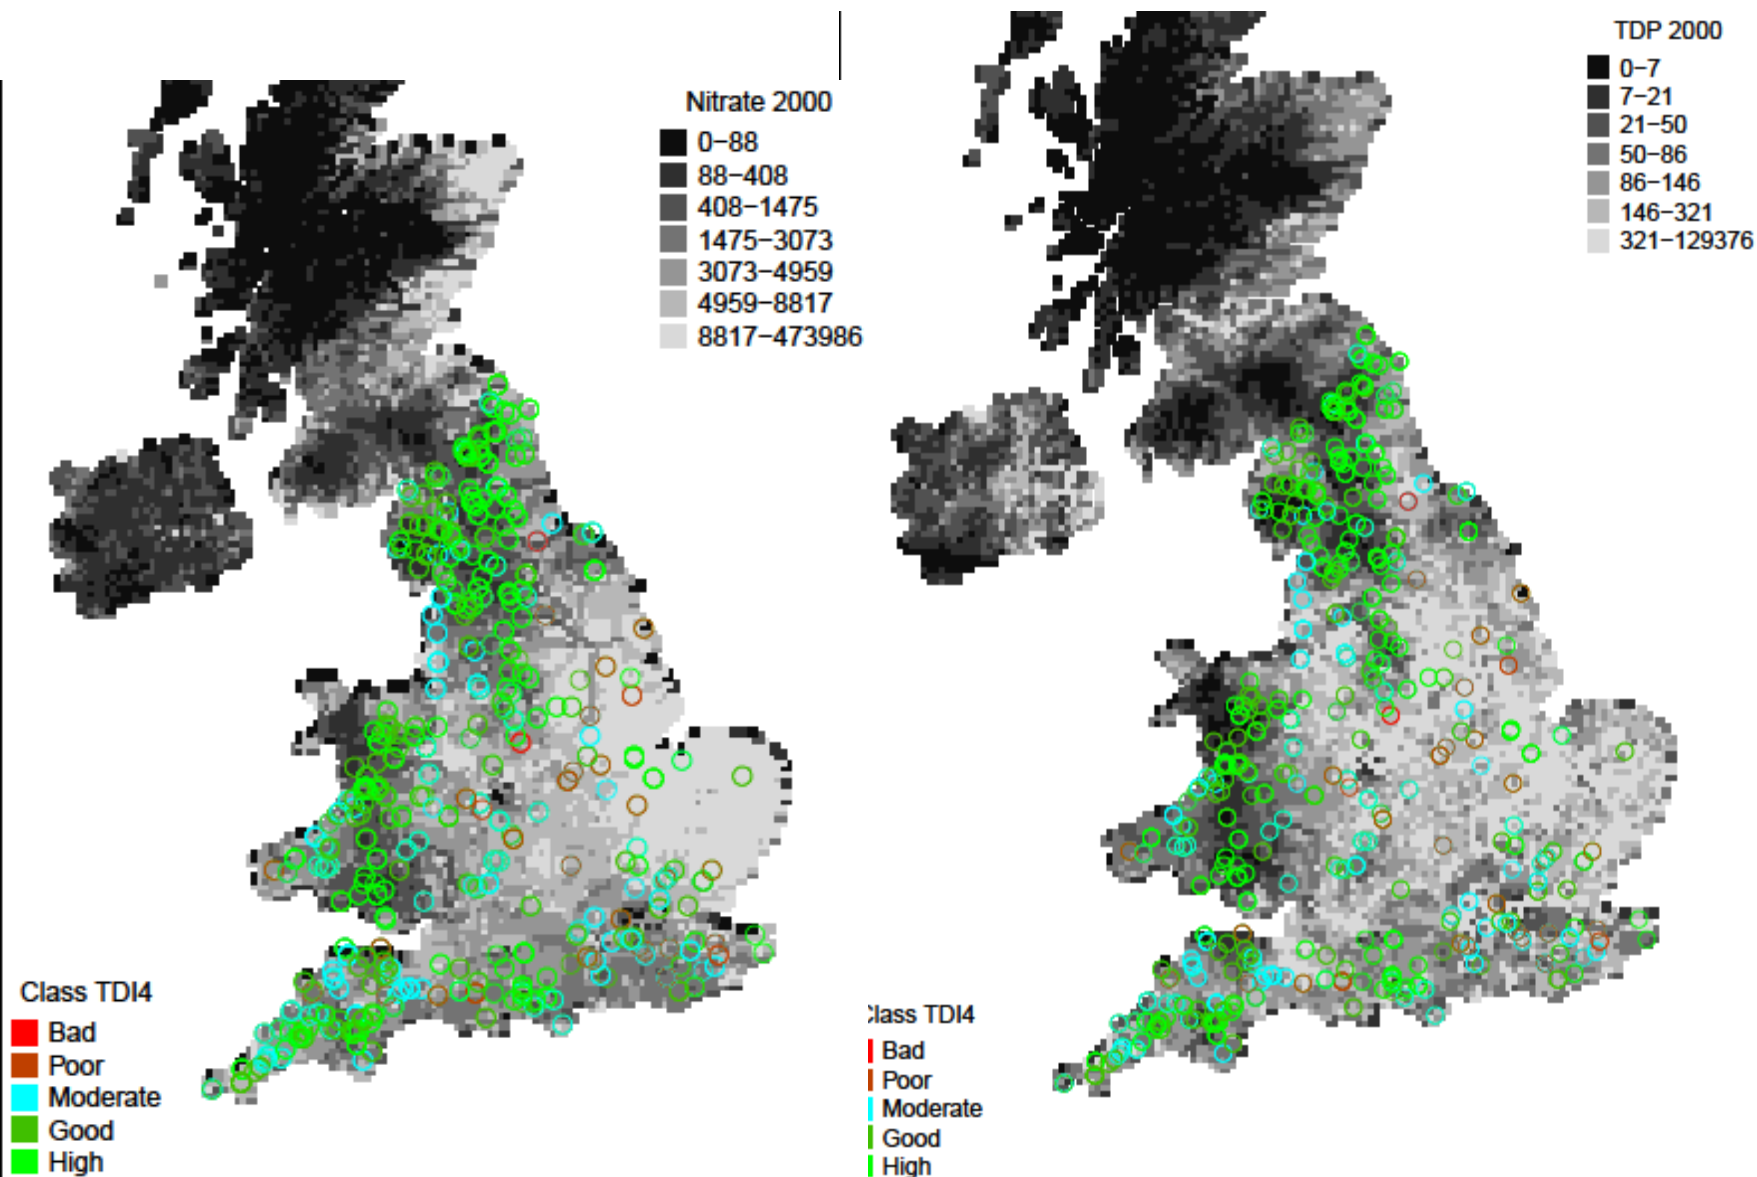 Nitrate 2000
0−88
88−408
408−1475
1475−3073
3073−4959
4959−8817
8817−473986
Class TDI4
Bad
Poor
Moderate
Good
High
TDP 2000
0−7
7−21
21−50
50−86
86−146
146−321
321−129376
Class TDI4
Bad
Poor
Moderate
Good
High